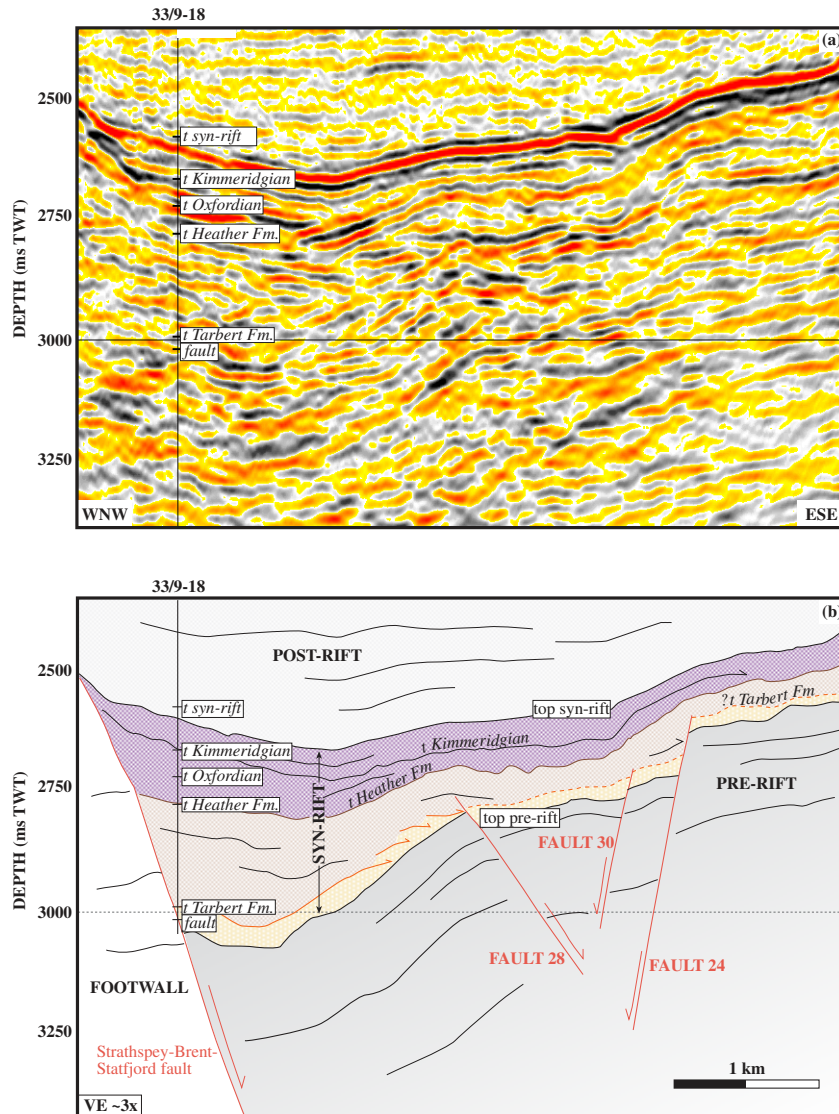 33/9-18
(a)
2500
t syn-rift
t Kimmeridgian
t Oxfordian
2750
t Heather Fm.
DEPTH (ms TWT)
t Tarbert Fm.
3000
fault
3250
WNW
ESE
33/9-18
(b)
POST-RIFT
2500
t syn-rift
top syn-rift
? t Tarbert Fm
t Kimmeridgian
t Kimmeridgian
t Oxfordian
2750
t Heather Fm.
t Heather Fm
PRE-RIFT
SYN-RIFT
top pre-rift
FAULT 30
DEPTH (ms TWT)
t Tarbert Fm.
3000
fault
FAULT 28
FAULT 24
FOOTWALL
3250
Strathspey-Brent-
Statfjord fault
1 km
VE ~3x